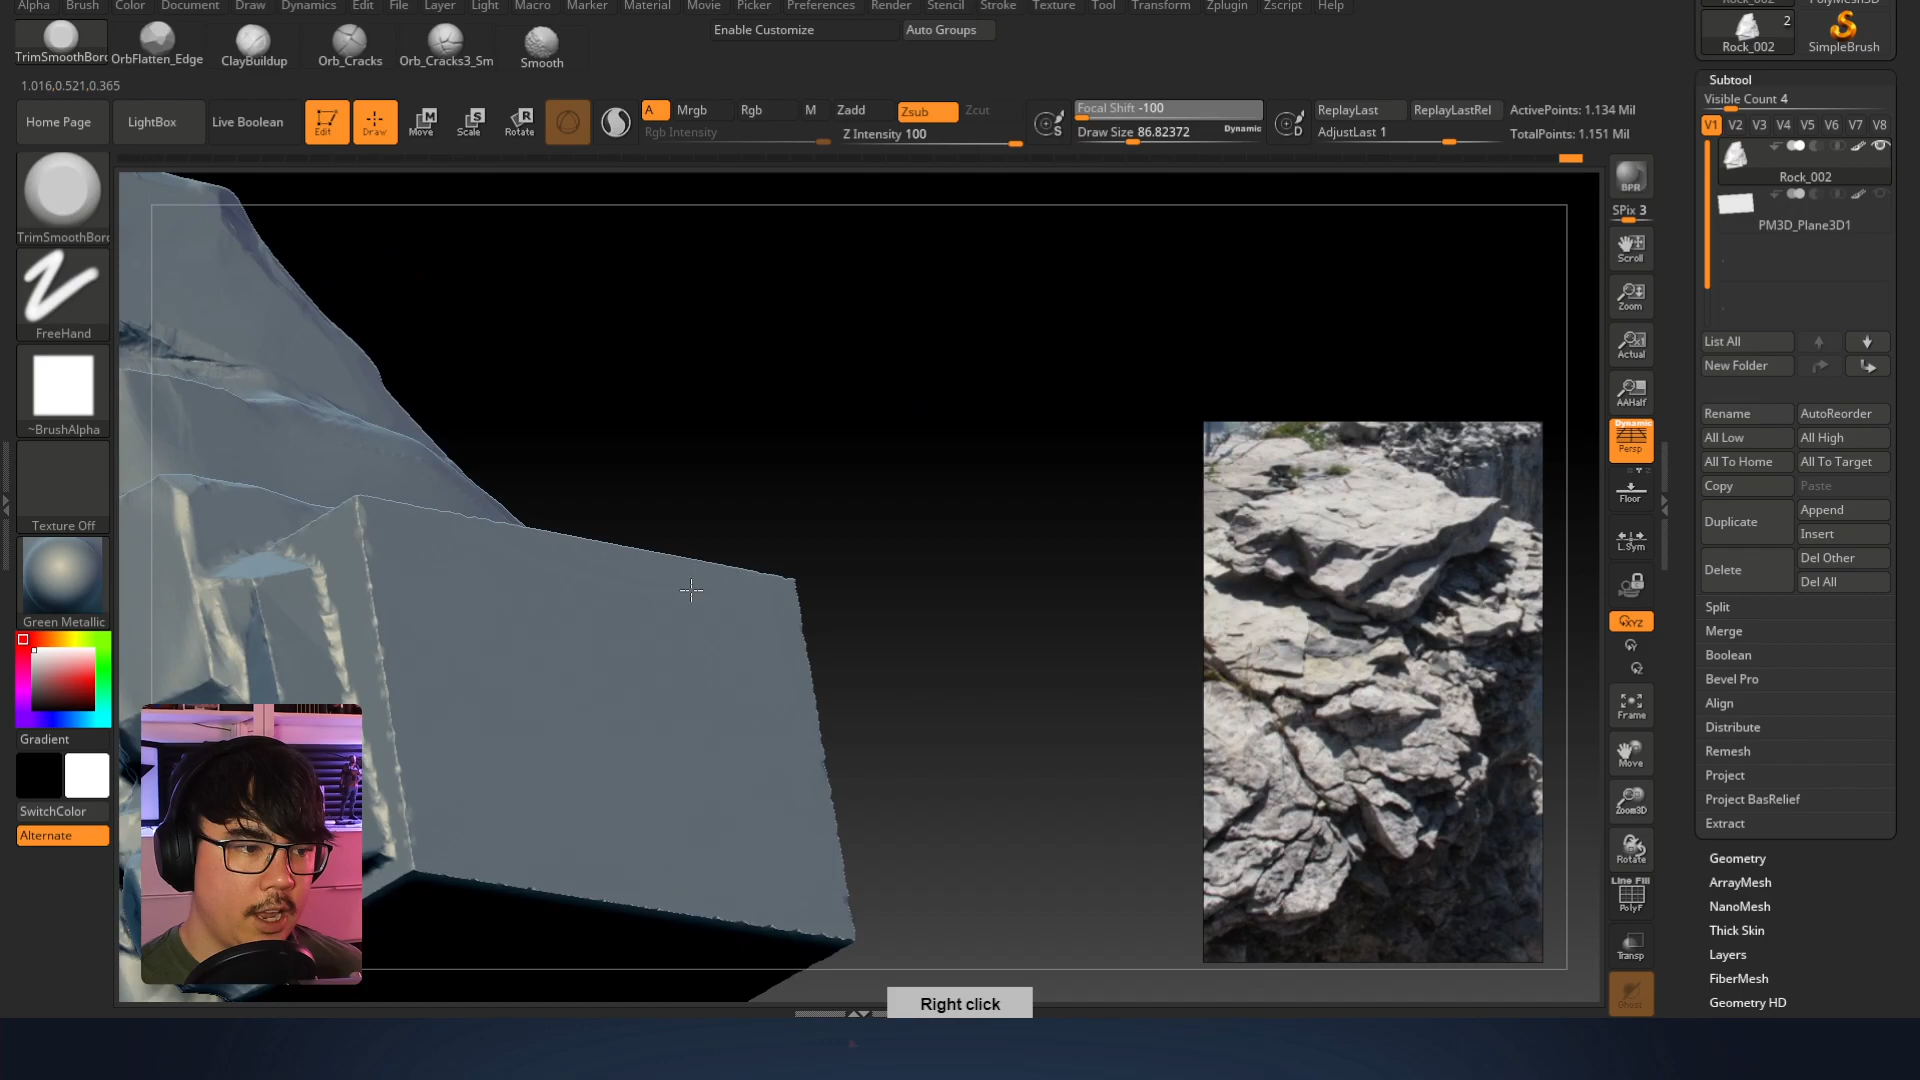 Alpha Brush Color Document Draw Dynamics Edit File Layer Light Macro Marker Material Movie Picker Preferences Render Stencil Stroke Texture Tool Transform Zplugin Zscript Help
TrimSmoothBord OrbFlatten_Edge ClayBuildup Orb_Cracks Orb_Cracks3_Sm Smooth
Enable Customize Auto Groups
1.016,0.521,0.365
Home Page LightBox Live Boolean Edit Draw Move Scale Rotate
A Mrgb Rgb M Zadd Zsub Zcut
Rgb Intensity Z Intensity 100
S Focal Shift -100
Draw Size 86.82372 Dynamic
D ReplayLast ReplayLastRel
AdjustLast 1
ActivePoints: 1.134 Mil
TotalPoints: 1.151 Mil
TrimSmoothBord
FreeHand
~BrushAlpha
Texture Off
Green Metallic
Gradient
SwitchColor
Alternate
Right click
BPR
SPix 3
Scroll
Zoom
Actual
AAHalf
Dynamic
Persp
Floor
L.Sym
XYZ
Frame
Move
Zoom3D
Rotate
Line Fill
PolyF
Transp
Ghost
2
Rock_002 SimpleBrush
Subtool
Visible Count 4
V1 V2 V3 V4 V5 V6 V7 V8
Rock_002
PM3D_Plane3D1
List All
New Folder
Rename AutoReorder
All Low All High
All To Home All To Target
Copy Paste
Duplicate Append
Insert
Delete Del Other
Del All
Split
Merge
Boolean
Bevel Pro
Align
Distribute
Remesh
Project
Project BasRelief
Extract
Geometry
ArrayMesh
NanoMesh
Thick Skin
Layers
FiberMesh
Geometry HD